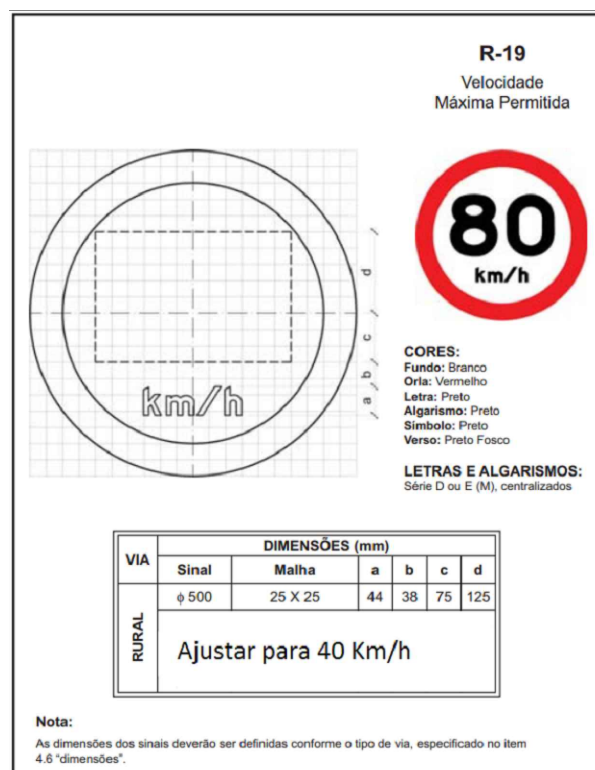 R-19
Velocidade
Máxima Permitida
80
km/h
d
c
b
a
km/h
CORES:
Fundo: Branco
Orla: Vermelho
Letra: Preto
Algarismo: Preto
Símbolo: Preto
Verso: Preto Fosco
LETRAS E ALGARISMOS:
Série D ou E (M), centralizados
VIA
DIMENSÕES (mm)
Sinal Malha a b c d
RURAL
ϕ 500 25 X 25 44 38 75 125
Ajustar para 40 Km/h
Nota:
As dimensões dos sinais deverão ser definidas conforme o tipo de via, especificado no item
4.6 “dimensões”.